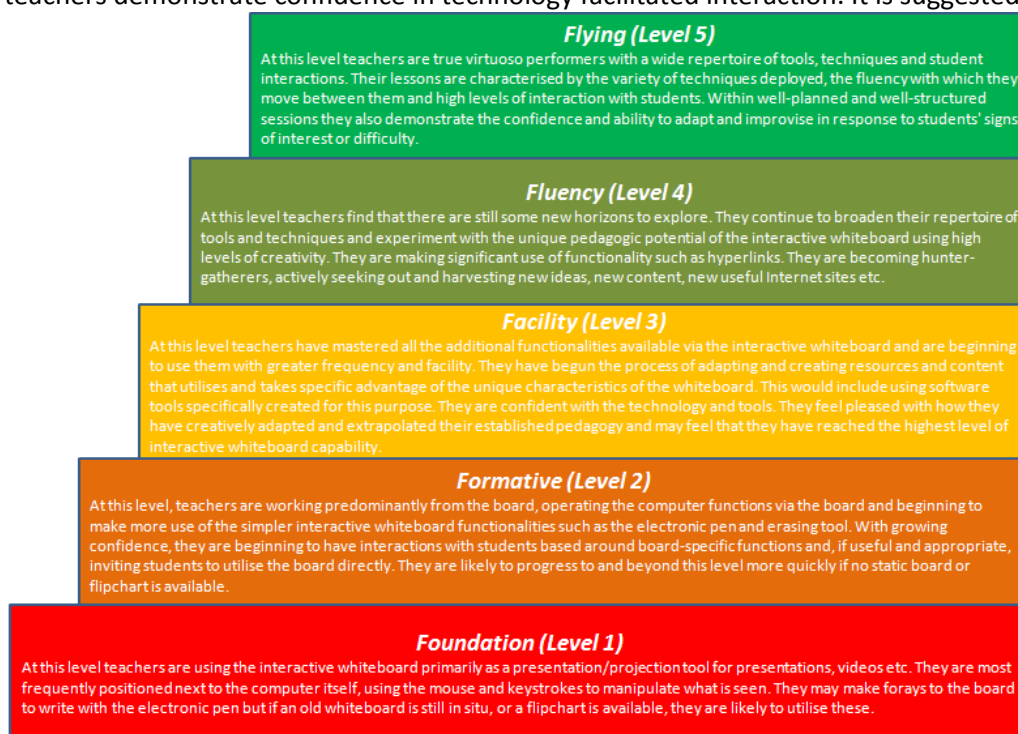 teachers demonstrate confidence in technology facilitated interaction. It is suggested
Flying (Level 5)
At this level teachers are true virtuoso performers with a wide repertoire of tools, techniques and student
interactions. Their lessons are characterised by the variety of techniques deployed, the fluency with which they
move between them and high levels of interaction with students. Within well-planned and well-structured
sessions they also demonstrate the confidence and ability to adapt and improvise in response to students' signs
of interest or difficulty.
Fluency (Level 4)
At this level teachers find that there are still some new horizons to explore. They continue to broaden their repertoire of
tools and techniques and experiment with the unique pedagogic potential of the interactive whiteboard using high
levels of creativity. They are making significant use of functionality such as hyperlinks. They are becoming hunter-
gatherers, actively seeking out and harvesting new ideas, new content, new useful Internet sites etc.
Facility (Level 3)
At this level teachers have mastered all the additional functionalities available via the interactive whiteboard and are beginning
to use them with greater frequency and facility. They have begun the process of adapting and creating resources and content
that utilises and takes specific advantage of the unique characteristics of the whiteboard. This would include using software
tools specifically created for this purpose. They are confident with the technology and tools. They feel pleased with how they
have creatively adapted and extrapolated their established pedagogy and may feel that they have reached the highest level of
interactive whiteboard capability.
Formative (Level 2)
At this level, teachers are working predominantly from the board, operating the computer functions via the board and beginning to
make more use of the simpler interactive whiteboard functionalities such as the electronic pen and erasing tool. With growing
confidence, they are beginning to have interactions with students based around board-specific functions and, if useful and appropriate,
inviting students to utilise the board directly. They are likely to progress to and beyond this level more quickly if no static board or
flipchart is available.
Foundation (Level 1)
At this level teachers are using the interactive whiteboard primarily as a presentation/projection tool for presentations, videos etc. They are most
frequently positioned next to the computer itself, using the mouse and keystrokes to manipulate what is seen. They may make forays to the board
to write with the electronic pen but if an old whiteboard is still in situ, or a flipchart is available, they are likely to utilise these.